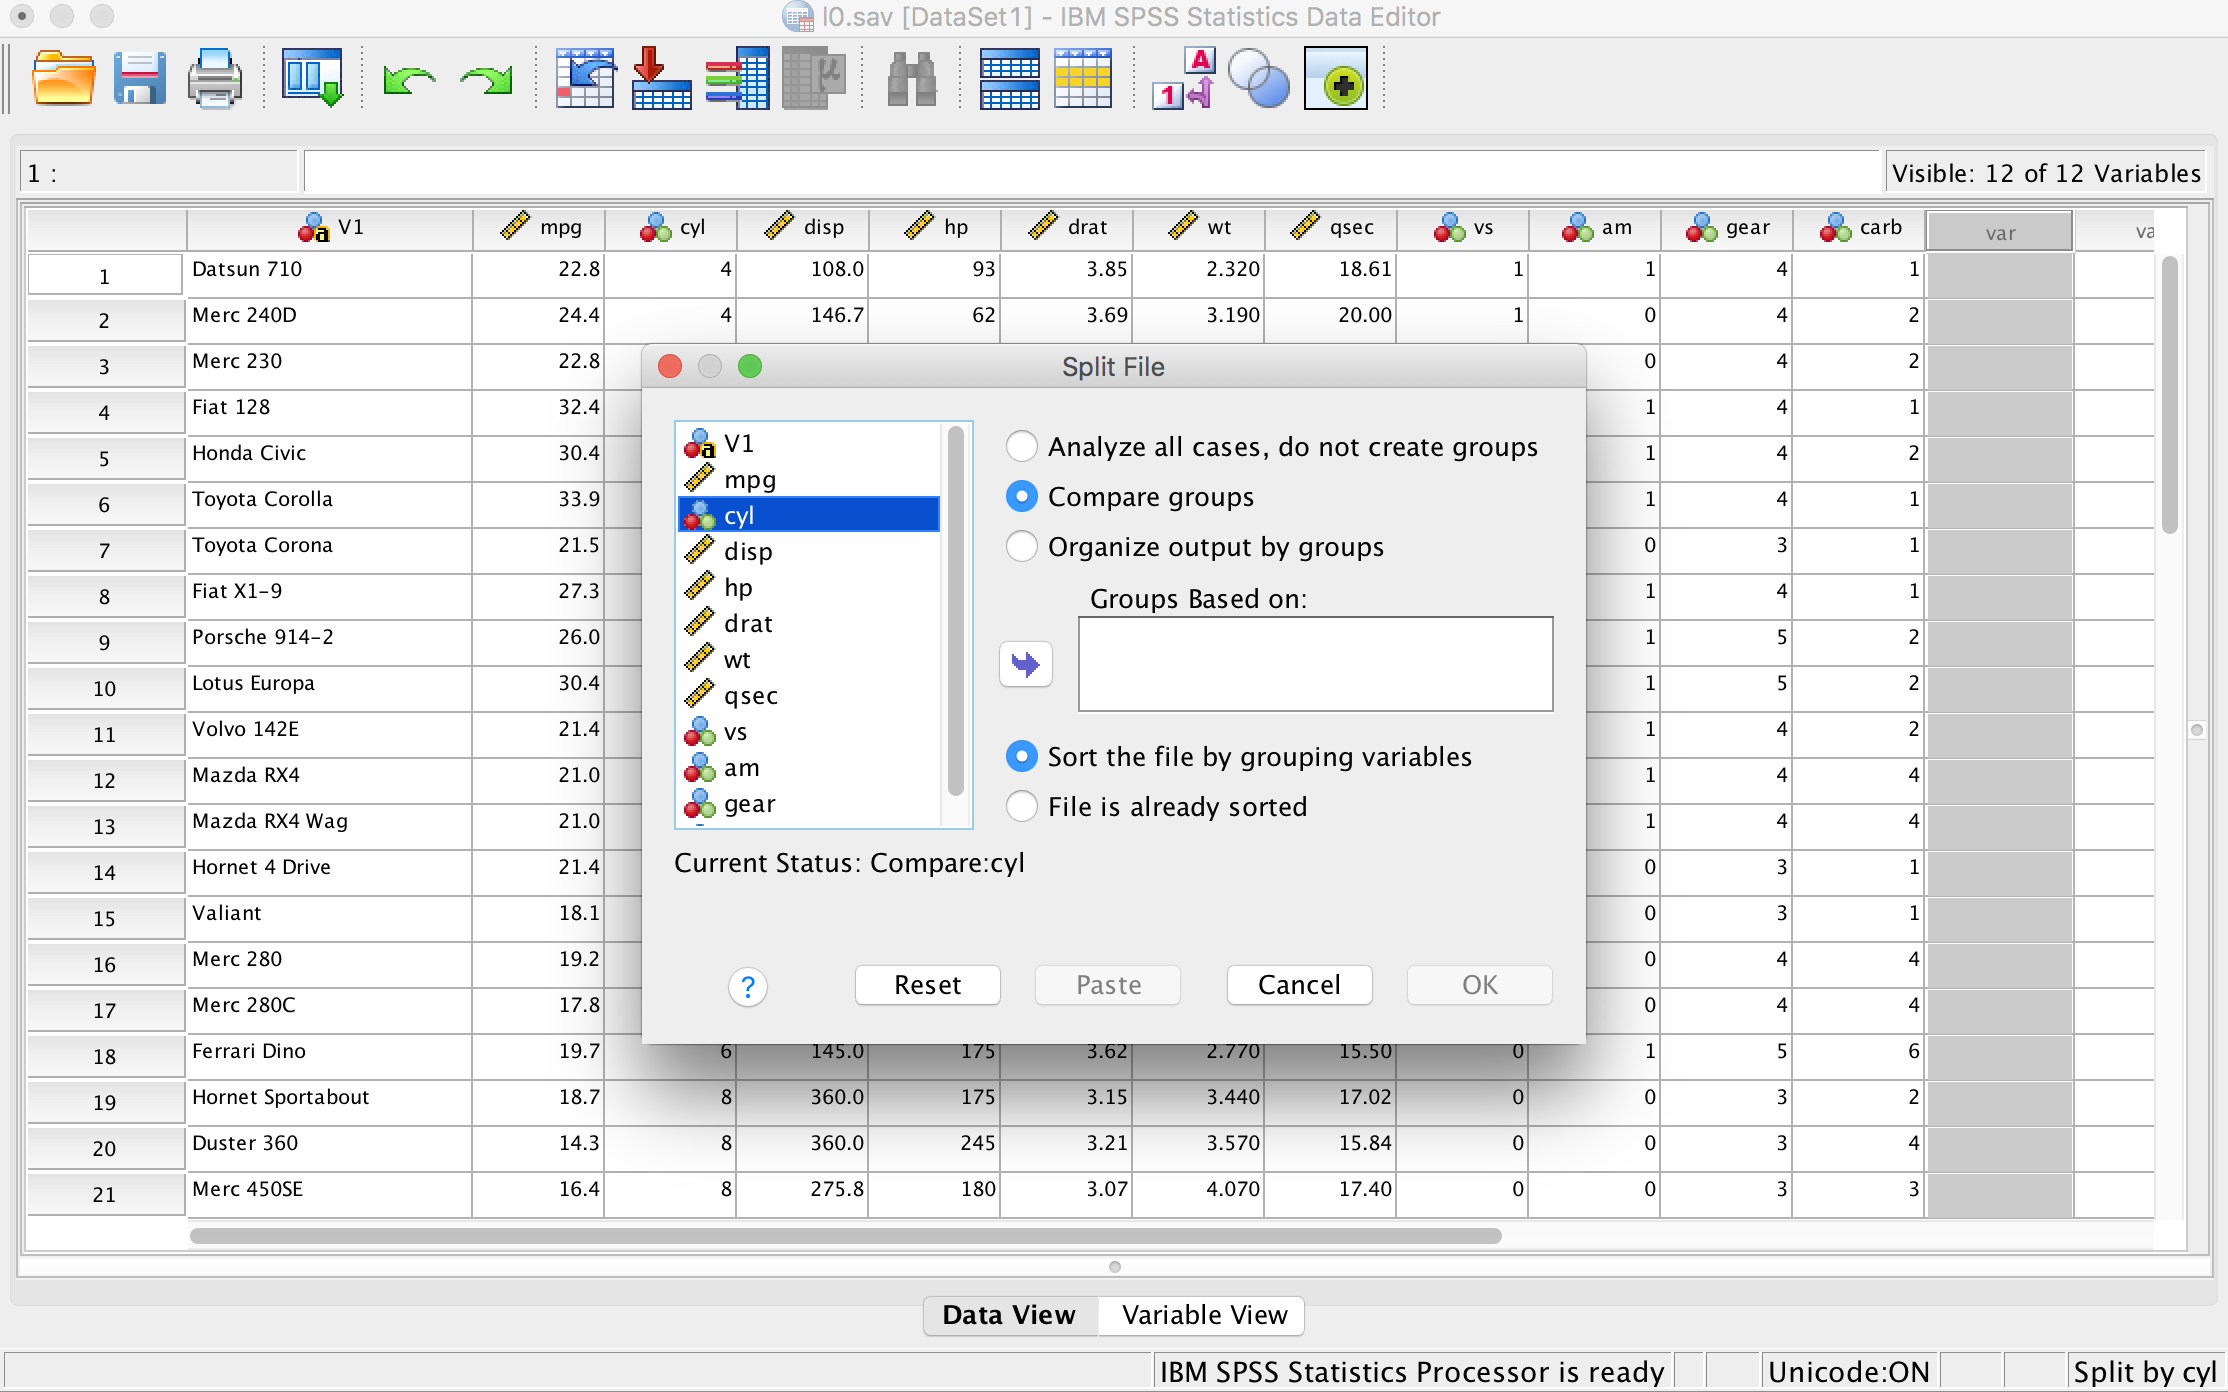 l0.sav [DataSet1] - IBM SPSS Statistics Data Editor
1 :
Visible: 12 of 12 Variables
V1 mpg cyl disp hp drat wt qsec vs am gear carb var va
1 Datsun 710 22.8 4 108.0 93 3.85 2.320 18.61 1 1 4 1
2 Merc 240D 24.4 4 146.7 62 3.69 3.190 20.00 1 0 4 2
3 Merc 230 22.8 0 4 2
4 Fiat 128 32.4 1 4 1
5 Honda Civic 30.4 1 4 2
6 Toyota Corolla 33.9 1 4 1
7 Toyota Corona 21.5 0 3 1
8 Fiat X1-9 27.3 1 4 1
9 Porsche 914-2 26.0 1 5 2
10 Lotus Europa 30.4 1 5 2
11 Volvo 142E 21.4 1 4 2
12 Mazda RX4 21.0 1 4 4
13 Mazda RX4 Wag 21.0 1 4 4
14 Hornet 4 Drive 21.4 0 3 1
15 Valiant 18.1 0 3 1
16 Merc 280 19.2 0 4 4
17 Merc 280C 17.8 0 4 4
18 Ferrari Dino 19.7 6 145.0 175 3.62 2.770 15.50 0 1 5 6
19 Hornet Sportabout 18.7 8 360.0 175 3.15 3.440 17.02 0 0 3 2
20 Duster 360 14.3 8 360.0 245 3.21 3.570 15.84 0 0 3 4
21 Merc 450SE 16.4 8 275.8 180 3.07 4.070 17.40 0 0 3 3
Split File
V1
mpg
cyl
disp
hp
drat
wt
qsec
vs
am
gear
Analyze all cases, do not create groups
Compare groups
Organize output by groups
Groups Based on:
Sort the file by grouping variables
File is already sorted
Current Status: Compare:cyl
? Reset Paste Cancel OK
Data View Variable View
IBM SPSS Statistics Processor is ready Unicode:ON Split by cyl